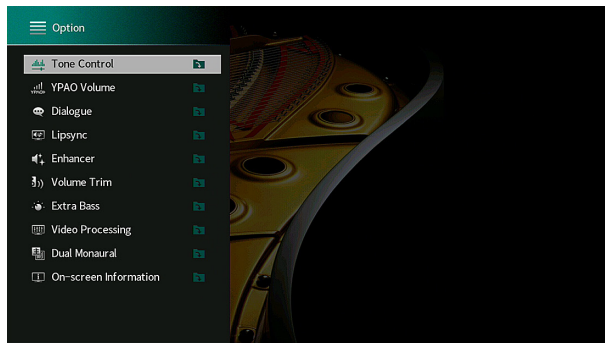 Option
Tone Control
YPAO Volume
Dialogue
Lipsync
Enhancer
Volume Trim
Extra Bass
Video Processing
Dual Monaural
On-screen Information